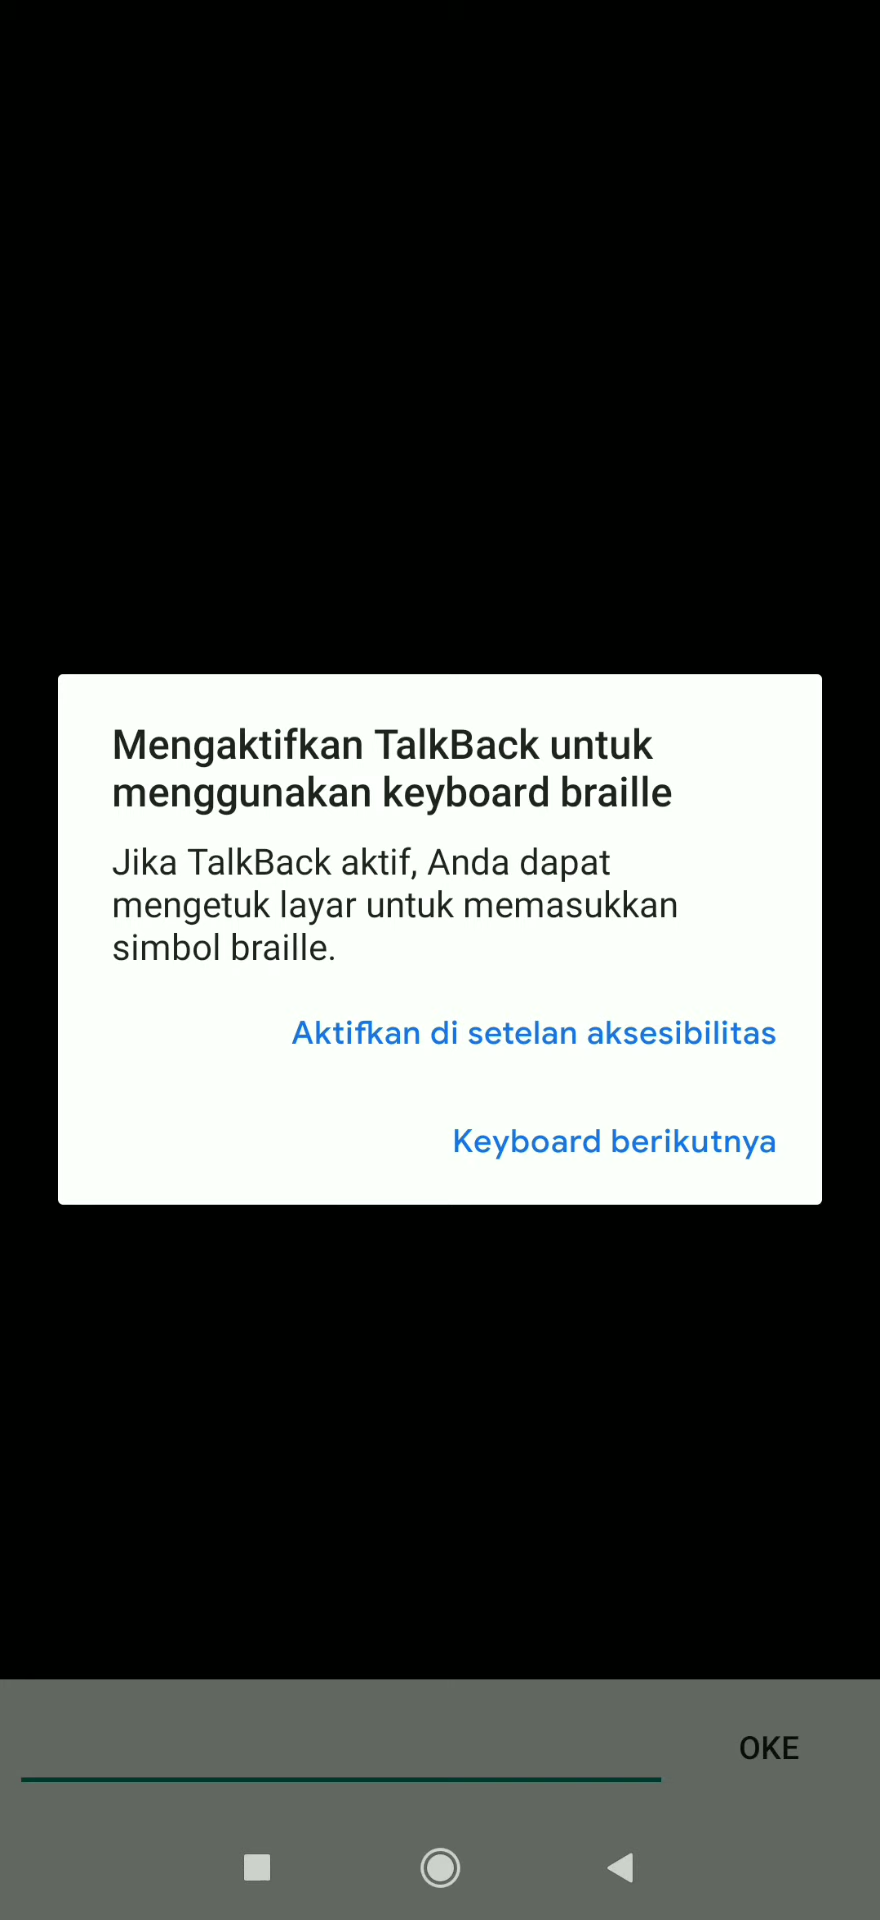 Mengaktifkan TalkBack untuk
menggunakan keyboard braille
Jika TalkBack aktif, Anda dapat
mengetuk layar untuk memasukkan
simbol braille.
Aktifkan di setelan aksesibilitas
Keyboard berikutnya
OKE